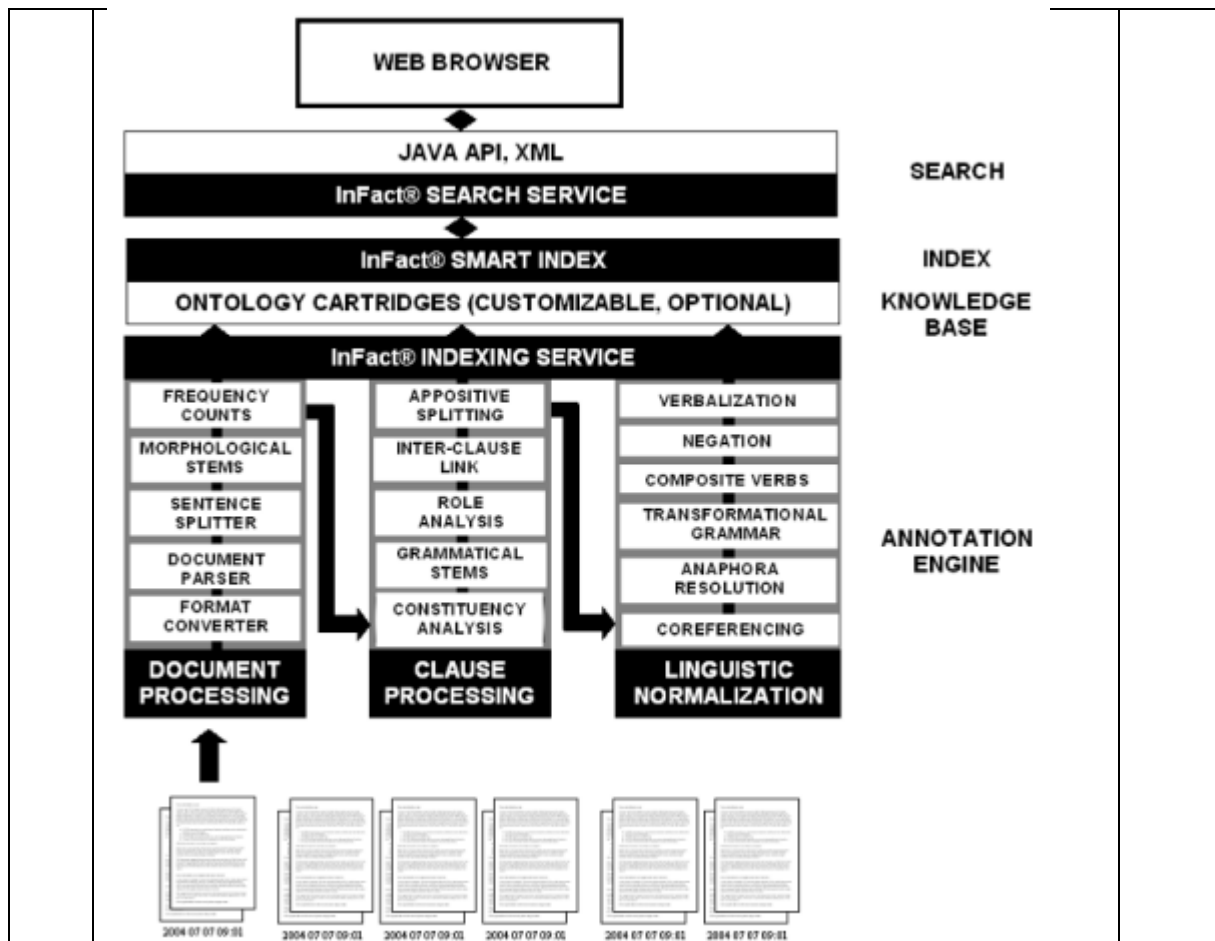 WEB BROWSER
JAVA API, XML
InFact® SEARCH SERVICE
SEARCH
InFact® SMART INDEX
INDEX
ONTOLOGY CARTRIDGES (CUSTOMIZABLE, OPTIONAL)
KNOWLEDGE
BASE
InFact® INDEXING SERVICE
FREQUENCY
COUNTS
MORPHOLOGICAL
STEMS
SENTENCE
SPLITTER
DOCUMENT
PARSER
FORMAT
CONVERTER
DOCUMENT
PROCESSING
APPOSITIVE
SPLITTING
INTER-CLAUSE
LINK
ROLE
ANALYSIS
GRAMMATICAL
STEMS
CONSTITUENCY
ANALYSIS
CLAUSE
PROCESSING
VERBALIZATION
NEGATION
COMPOSITE VERBS
TRANSFORMATIONAL
GRAMMAR
ANAPHORA
RESOLUTION
COREFERENCING
LINGUISTIC
NORMALIZATION
ANNOTATION
ENGINE
2004 07 07 09:01
2004 07 07 09:01
2004 07 07 09:01
2004 07 07 09:01
2004 07 07 09:01
2004 07 07 09:01